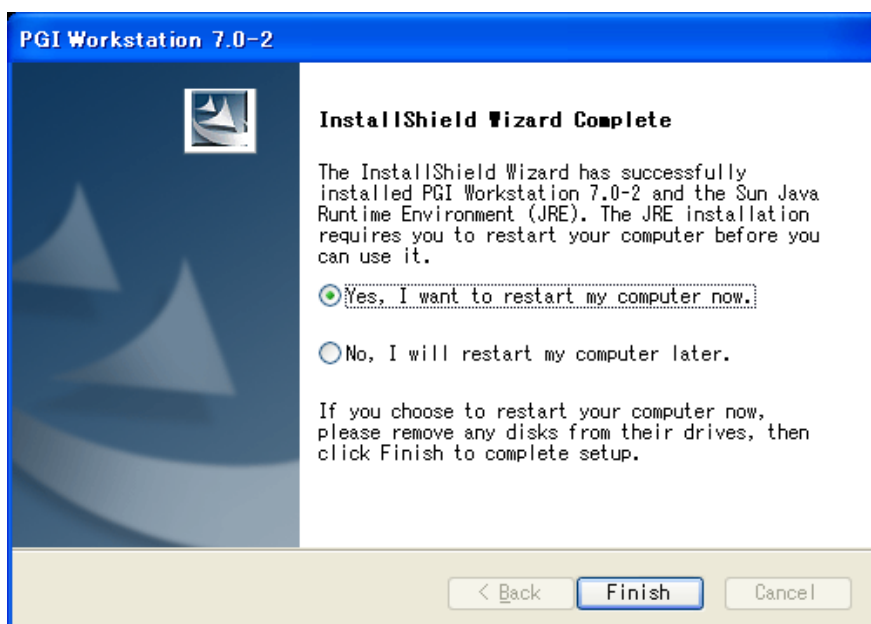 PGI Workstation 7.0-2
InstallShield Wizard Complete
The InstallShield Wizard has successfully
installed PGI Workstation 7.0-2 and the Sun Java
Runtime Environment (JRE). The JRE installation
requires you to restart your computer before you
can use it.
Yes, I want to restart my computer now.
No, I will restart my computer later.
If you choose to restart your computer now,
please remove any disks from their drives, then
click Finish to complete setup.
< Back
Finish
Cancel